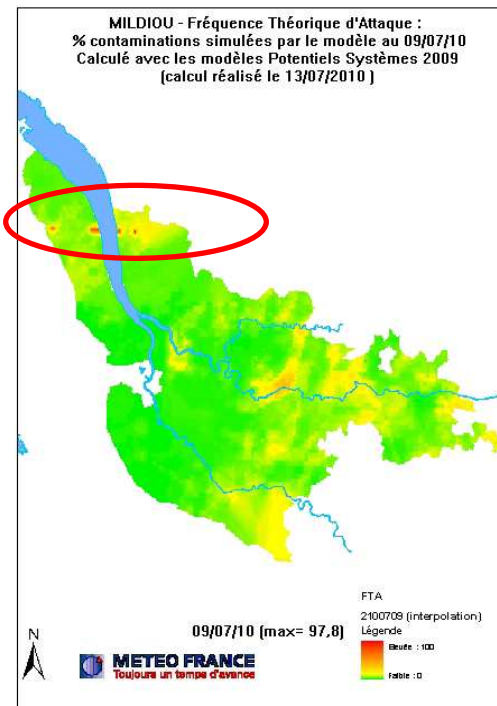 MILDIOU - Fréquence Théorique d'Attaque :
% contaminations simulées par le modèle au 09/07/10
Calculé avec les modèles Potentiels Systèmes 2009
(calcul réalisé le 13/07/2010 )
FTA
2100709 (interpolation)
Légende
: 100
Faible : 0
09/07/10 (max= 97,8)
N
METEO FRANCE
Toujours un temps d'avance